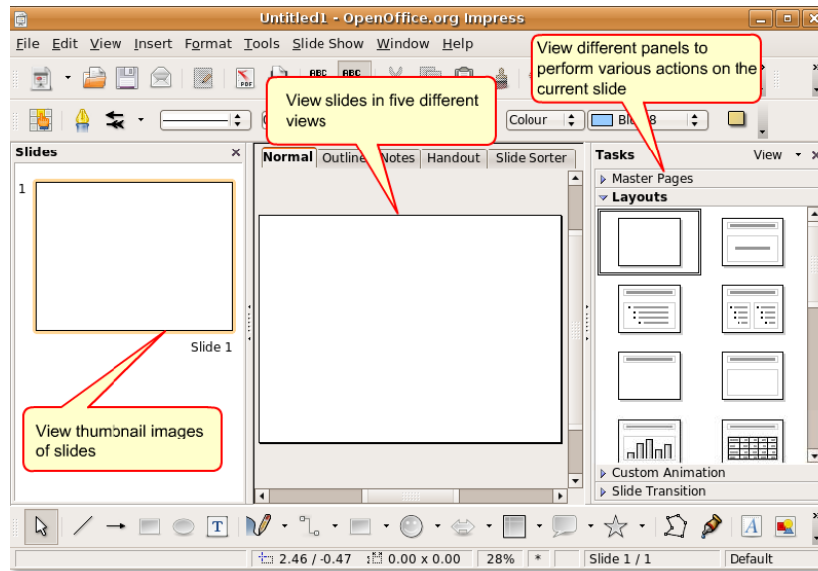 Untitled1 - OpenOffice.org Impress
File Edit View Insert Format Tools Slide Show Window Help
View different panels to
perform various actions on the
current slide
PDF ABC ABC
View slides in five different
views
Colour
Slides
Normal Outline Notes Handout Slide Sorter
Tasks View
1
Master Pages
Layouts
Slide 1
View thumbnail images
of slides
Custom Animation
Slide Transition
T A
2.46 / -0.47 0.00 x 0.00 28% * Slide 1 / 1 Default